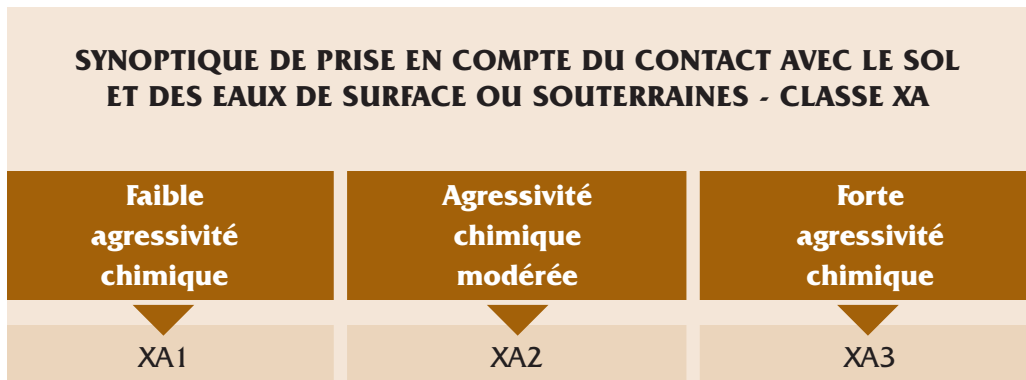 SYNOPTIQUE DE PRISE EN COMPTE DU CONTACT AVEC LE SOL
ET DES EAUX DE SURFACE OU SOUTERRAINES - CLASSE XA
Faible
agressivité
chimique
Agressivité
chimique
modérée
Forte
agressivité
chimique
XA1
XA2
XA3